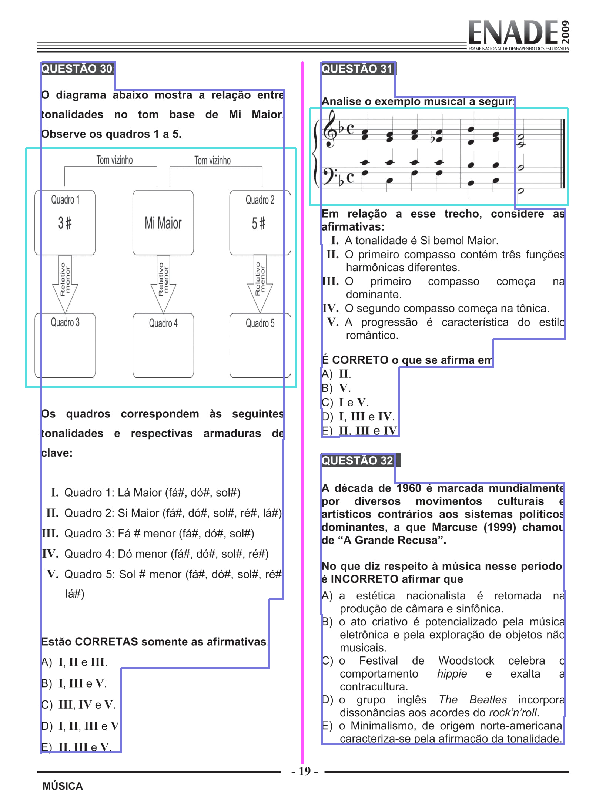 ENADE 2009
EXAME NACIONAL DE DESEMPENHO DOS ESTUDANTES
QUESTÃO 30
O diagrama abaixo mostra a relação entre
tonalidades no tom base de Mi Maior.
Observe os quadros 1 a 5.
Tom vizinho Tom vizinho
Quadro 1 Quadro 2
3 # Mi Maior 5 #
Relativo menor Relativo menor Relativo menor
Quadro 3 Quadro 4 Quadro 5
Os quadros correspondem às seguintes
tonalidades e respectivas armaduras de
clave:
I. Quadro 1: Lá Maior (fá#, dó#, sol#)
II. Quadro 2: Si Maior (fá#, dó#, sol#, ré#, lá#)
III. Quadro 3: Fá # menor (fá#, dó#, sol#)
IV. Quadro 4: Dó menor (fá#, dó#, sol#, ré#)
V. Quadro 5: Sol # menor (fá#, dó#, sol#, ré#
lá#)
Estão CORRETAS somente as afirmativas
A) I, II e III.
B) I, III e V.
C) III, IV e V.
D) I, II, III e V
E) II, III e V.
QUESTÃO 31
Analise o exemplo musical a seguir:
Em relação a esse trecho, considere as
afirmativas:
I. A tonalidade é Si bemol Maior.
II. O primeiro compasso contém três funções
harmônicas diferentes.
III. O primeiro compasso começa na
dominante.
IV. O segundo compasso começa na tônica.
V. A progressão é característica do estilo
romântico.
É CORRETO o que se afirma em
A) II.
B) V.
C) I e V.
D) I, III e IV.
E) II, III e IV
QUESTÃO 32
A década de 1960 é marcada mundialmente
por diversos movimentos culturais e
artísticos contrários aos sistemas políticos
dominantes, a que Marcuse (1999) chamou
de “A Grande Recusa”.
No que diz respeito à música nesse período,
é INCORRETO afirmar que
A) a estética nacionalista é retomada na
produção de câmara e sinfônica.
B) o ato criativo é potencializado pela música
eletrônica e pela exploração de objetos não
musicais.
C) o Festival de Woodstock celebra o
comportamento hippie e exalta a
contracultura.
D) o grupo inglês The Beatles incorpora
dissonâncias aos acordes do rock’n’roll.
E) o Minimalismo, de origem norte-americana,
caracteriza-se pela afirmação da tonalidade.
- 19 -
MÚSICA